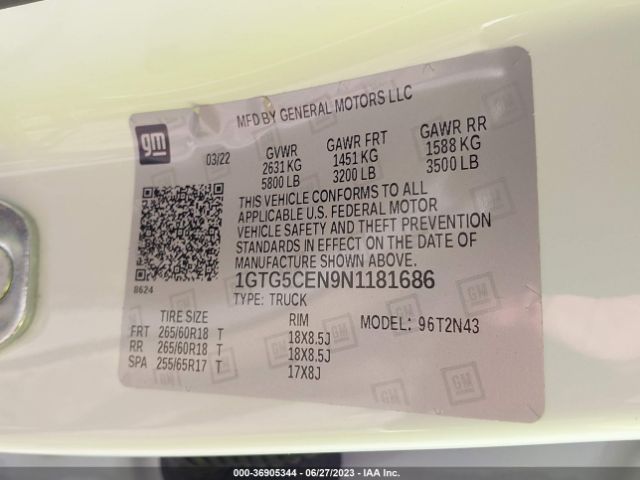 MFD BY GENERAL MOTORS LLC
gm
03/22
GVWR
2631 KG
5800 LB
GAWR FRT
1451 KG
3200 LB
GAWR RR
1588 KG
3500 LB
THIS VEHICLE CONFORMS TO ALL
APPLICABLE U.S. FEDERAL MOTOR
VEHICLE SAFETY AND THEFT PREVENTION
STANDARDS IN EFFECT ON THE DATE OF
MANUFACTURE SHOWN ABOVE.
8624
1GTG5CEN9N1181686
TYPE: TRUCK
TIRE SIZE
RIM
MODEL: 96T2N43
FRT 265/60R18 T 18X8.5J
RR 265/60R18 T 18X8.5J
SPA 255/65R17 T 17X8J
000-36905344 | 06/27/2023 | IAA Inc.